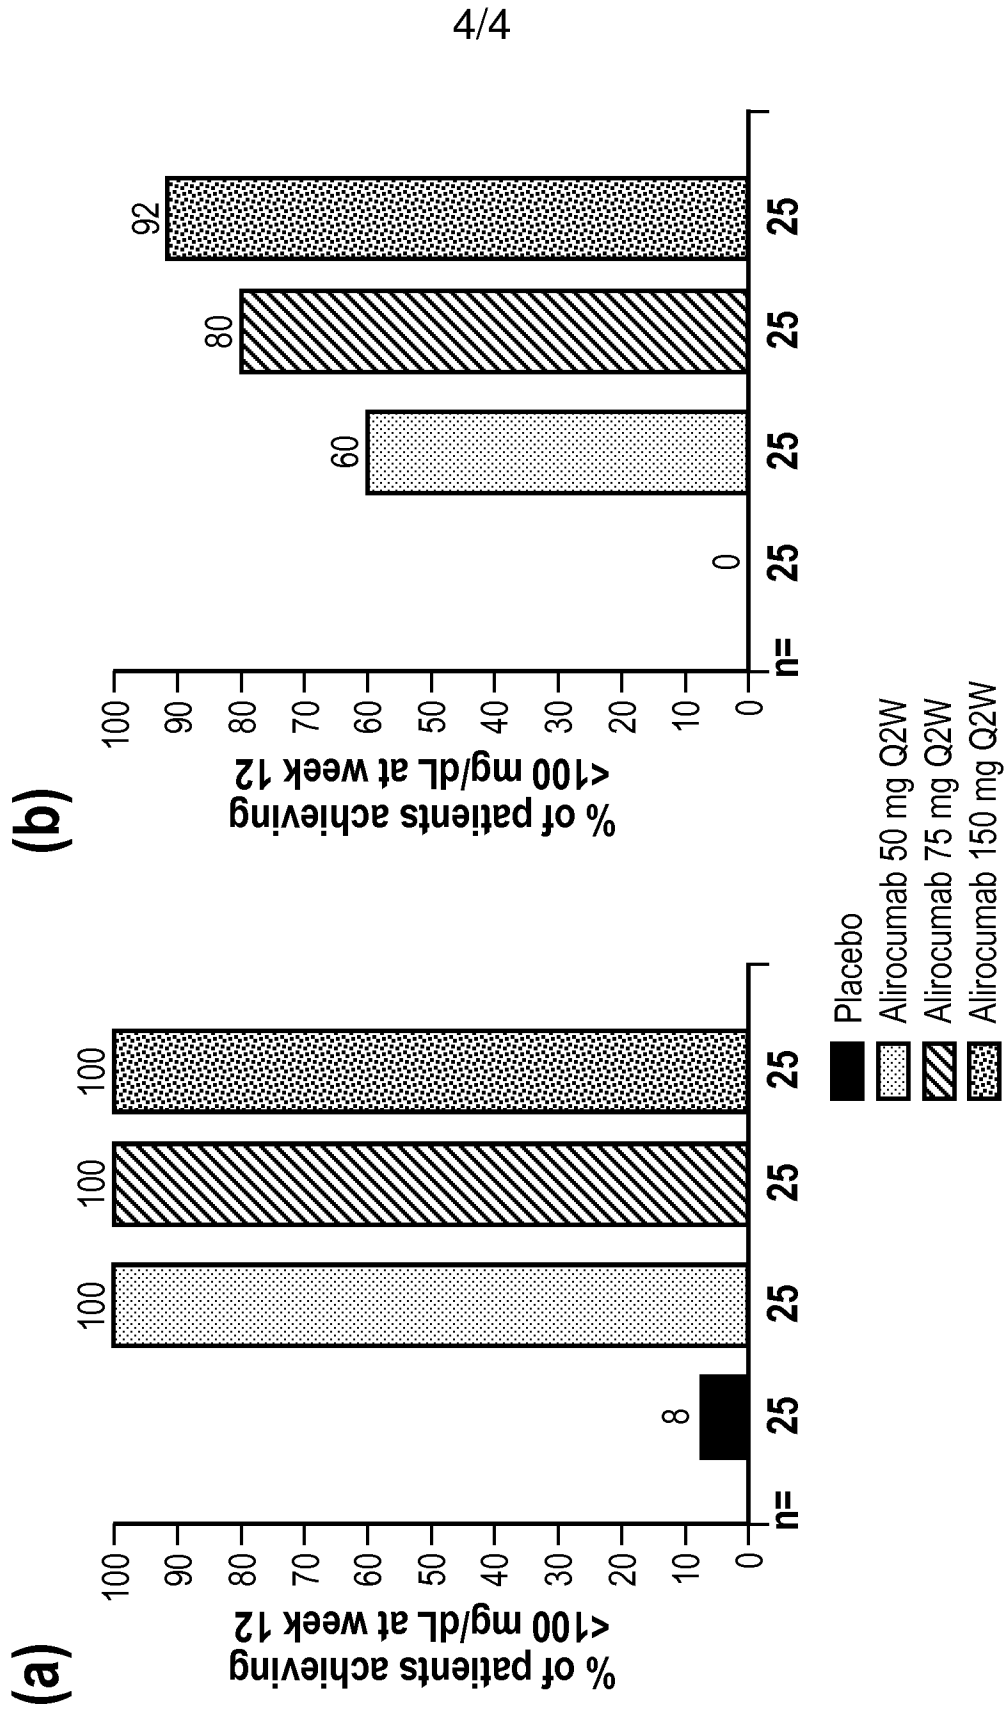 4/4
(a)
% of patients achieving
<100 mg/dL at week 12
100
90
80
70
60
50
40
30
20
10
0
8
100
100
100
n= 25 25 25 25
(b)
% of patients achieving
<100 mg/dL at week 12
100
90
80
70
60
50
40
30
20
10
0
0
60
80
92
n= 25 25 25 25
Placebo
Alirocumab 50 mg Q2W
Alirocumab 75 mg Q2W
Alirocumab 150 mg Q2W